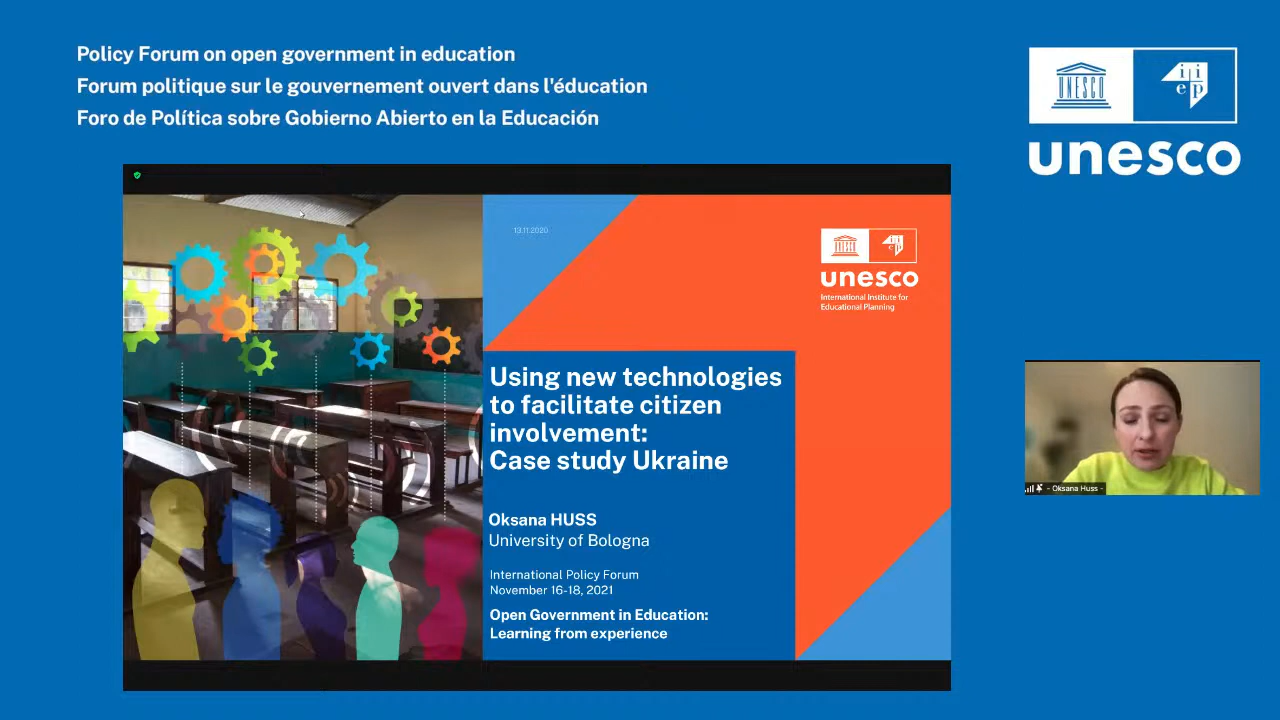 Policy Forum on open government in education
Forum politique sur le gouvernement ouvert dans l'éducation
Foro de Política sobre Gobierno Abierto en la Educación
UNESCO
iiep
unesco
13.11.2020
iiep
unesco
International Institute for
Educational Planning
Using new technologies
to facilitate citizen
involvement:
Case study Ukraine
Oksana HUSS
University of Bologna
International Policy Forum
November 16-18, 2021
Open Government in Education:
Learning from experience
- Oksana Huss -